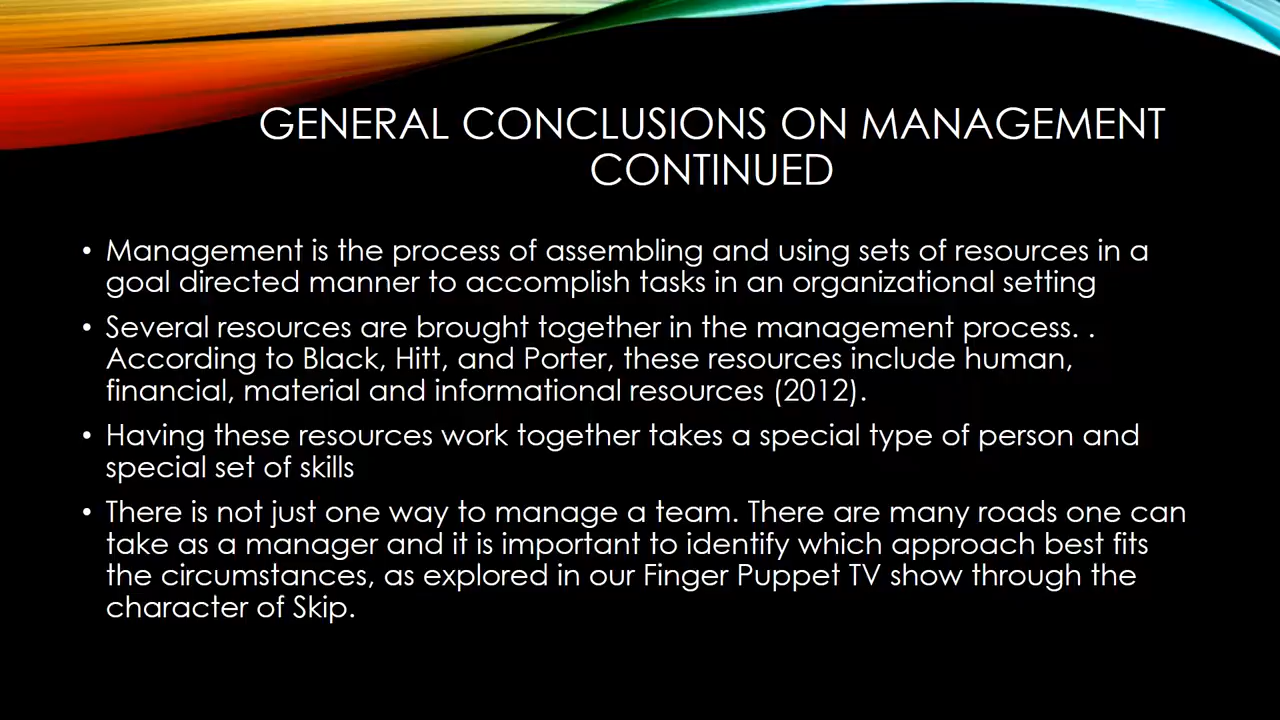 GENERAL CONCLUSIONS ON MANAGEMENT
CONTINUED
• Management is the process of assembling and using sets of resources in a
goal directed manner to accomplish tasks in an organizational setting
• Several resources are brought together in the management process. .
According to Black, Hitt, and Porter, these resources include human,
financial, material and informational resources (2012).
• Having these resources work together takes a special type of person and
special set of skills
• There is not just one way to manage a team. There are many roads one can
take as a manager and it is important to identify which approach best fits
the circumstances, as explored in our Finger Puppet TV show through the
character of Skip.